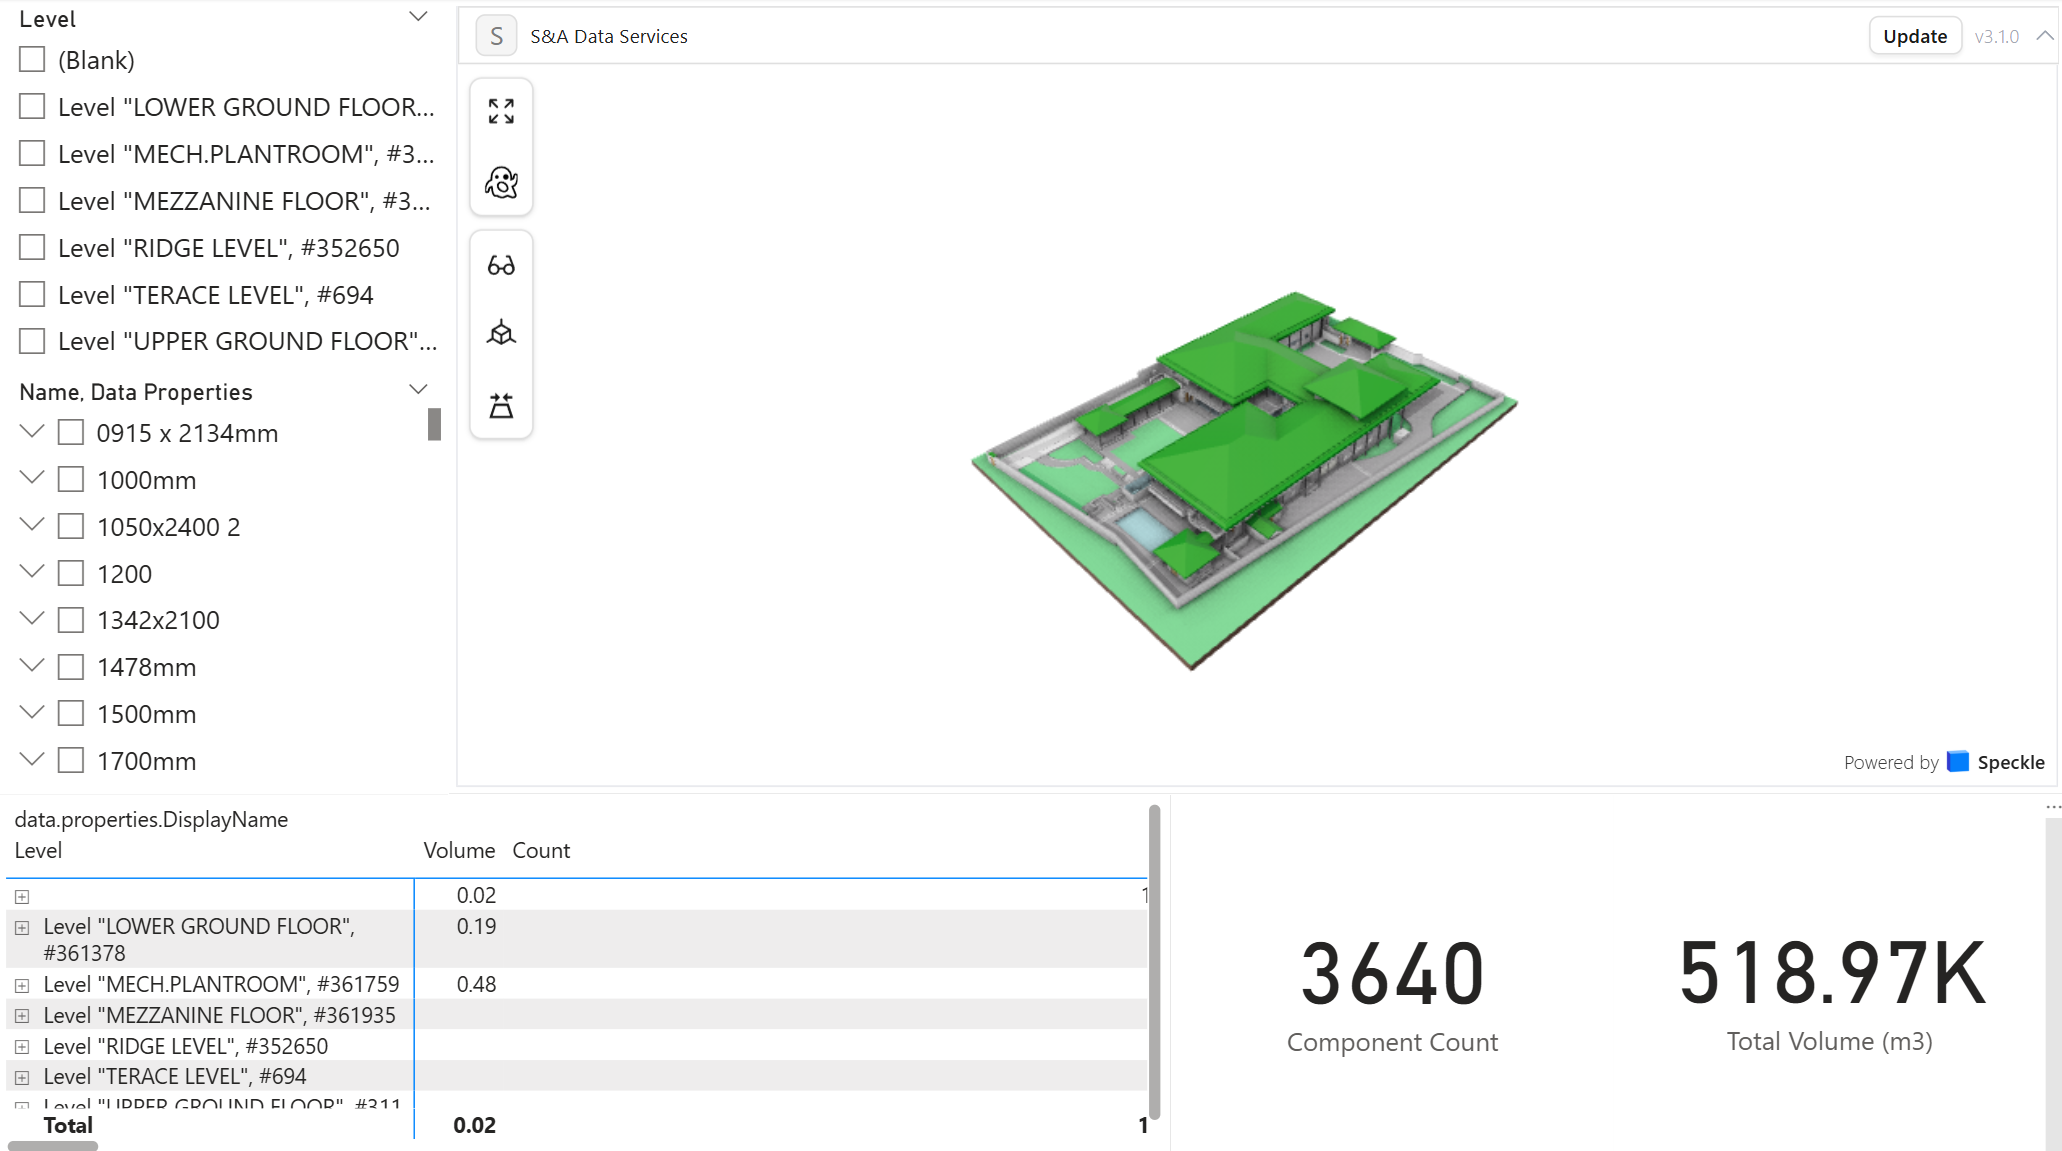 Level
(Blank)
Level "LOWER GROUND FLOOR...
Level "MECH.PLANTROOM", #3...
Level "MEZZANINE FLOOR", #3...
Level "RIDGE LEVEL", #352650
Level "TERACE LEVEL", #694
Level "UPPER GROUND FLOOR"...
Name, Data Properties
0915 x 2134mm
1000mm
1050x2400 2
1200
1342x2100
1478mm
1500mm
1700mm
S S&A Data Services
Update v3.1.0
Powered by Speckle
data.properties.DisplayName
Level Volume Count
0.02 1
Level "LOWER GROUND FLOOR", 0.19
#361378
Level "MECH.PLANTROOM", #361759 0.48
Level "MEZZANINE FLOOR", #361935
Level "RIDGE LEVEL", #352650
Level "TERACE LEVEL", #694
Level "UPPER GROUND FLOOR", #311
Total 0.02 1
3640
Component Count
518.97K
Total Volume (m3)